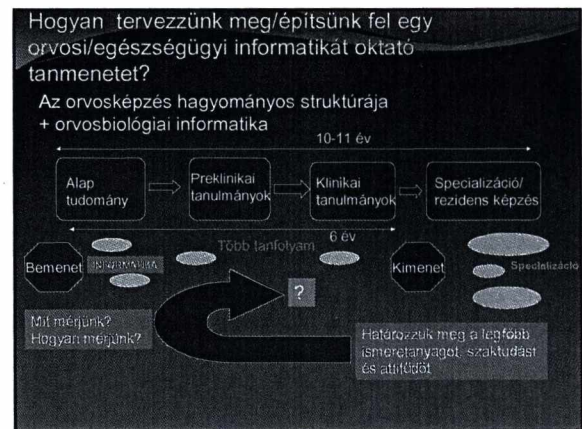 Hogyan tervezzünk meg/építsünk fel egy
orvosi/egészségügyi informatikát oktató
tanmenetet?
Az orvosképzés hagyományos struktúrája
+ orvosbiológiai informatika
10-11 év
Alap
tudomány
Preklinikai
tanulmányok
Klinikai
tanulmányok
Specializáció/
rezidens képzés
6 év
Több tanfolyam
Bemenet
INFORMATIKA
Kimenet
Specializáció
?
Mit mérjünk?
Hogyan mérjünk?
Határozzuk meg a legfőbb
ismeretanyagot, szaktudást
és attitűdöt